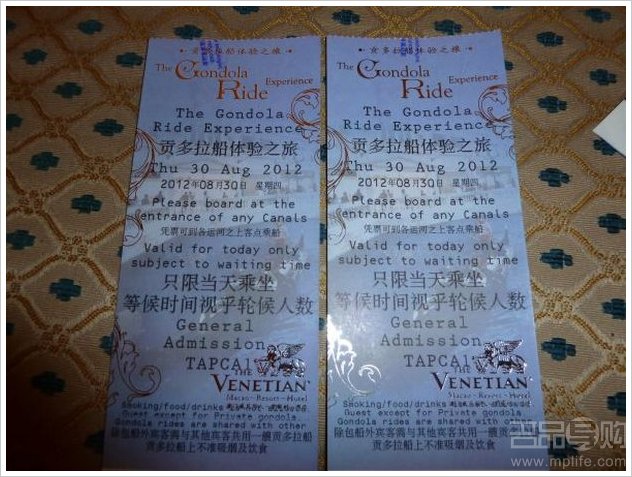 ·贡多拉船体验之旅·
The Gondola Ride Experience
The Gondola
Ride Experience
贡多拉船体验之旅
Thu 30 Aug 2012
2012年08月30日 星期四
Please board at the
entrance of any Canals
凭票可到各运河之上客点乘船
Valid for today only
subject to waiting time
只限当天乘坐
等候时间视乎轮候人数
General
Admission
TAPCA1
THE
VENETIAN
Macao-Resort-Hotel
Smoking/food/drinks
Guest except for Private gondola
Gondola rides are shared with other
除包船外宾客需与其他宾客共用一艘贡多拉船
贡多拉船上不准吸烟及饮食
·贡多拉船体验之旅·
The Gondola Ride Experience
The Gondola
Ride Experience
贡多拉船体验之旅
Thu 30 Aug 2012
2012年08月30日 星期四
Please board at the
entrance of any Canals
凭票可到各运河之上客点乘船
Valid for today only
subject to waiting time
只限当天乘坐
等候时间视乎轮候人数
General
Admission
TAPCA1
THE
VENETIAN
Macao-Resort-Hotel
Smoking/food/drinks
Guest except for Private gondola
Gondola rides are shared with other
除包船外宾客需与其他宾客共用一艘贡多拉船
贡多拉船上不准吸烟及饮食
名品导购
www.mplife.com